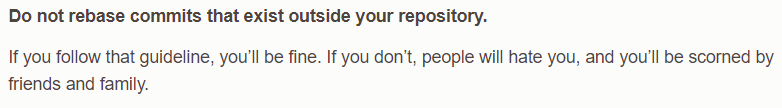 Do not rebase commits that exist outside your repository.
If you follow that guideline, you’ll be fine. If you don’t, people will hate you, and you’ll be scorned by
friends and family.